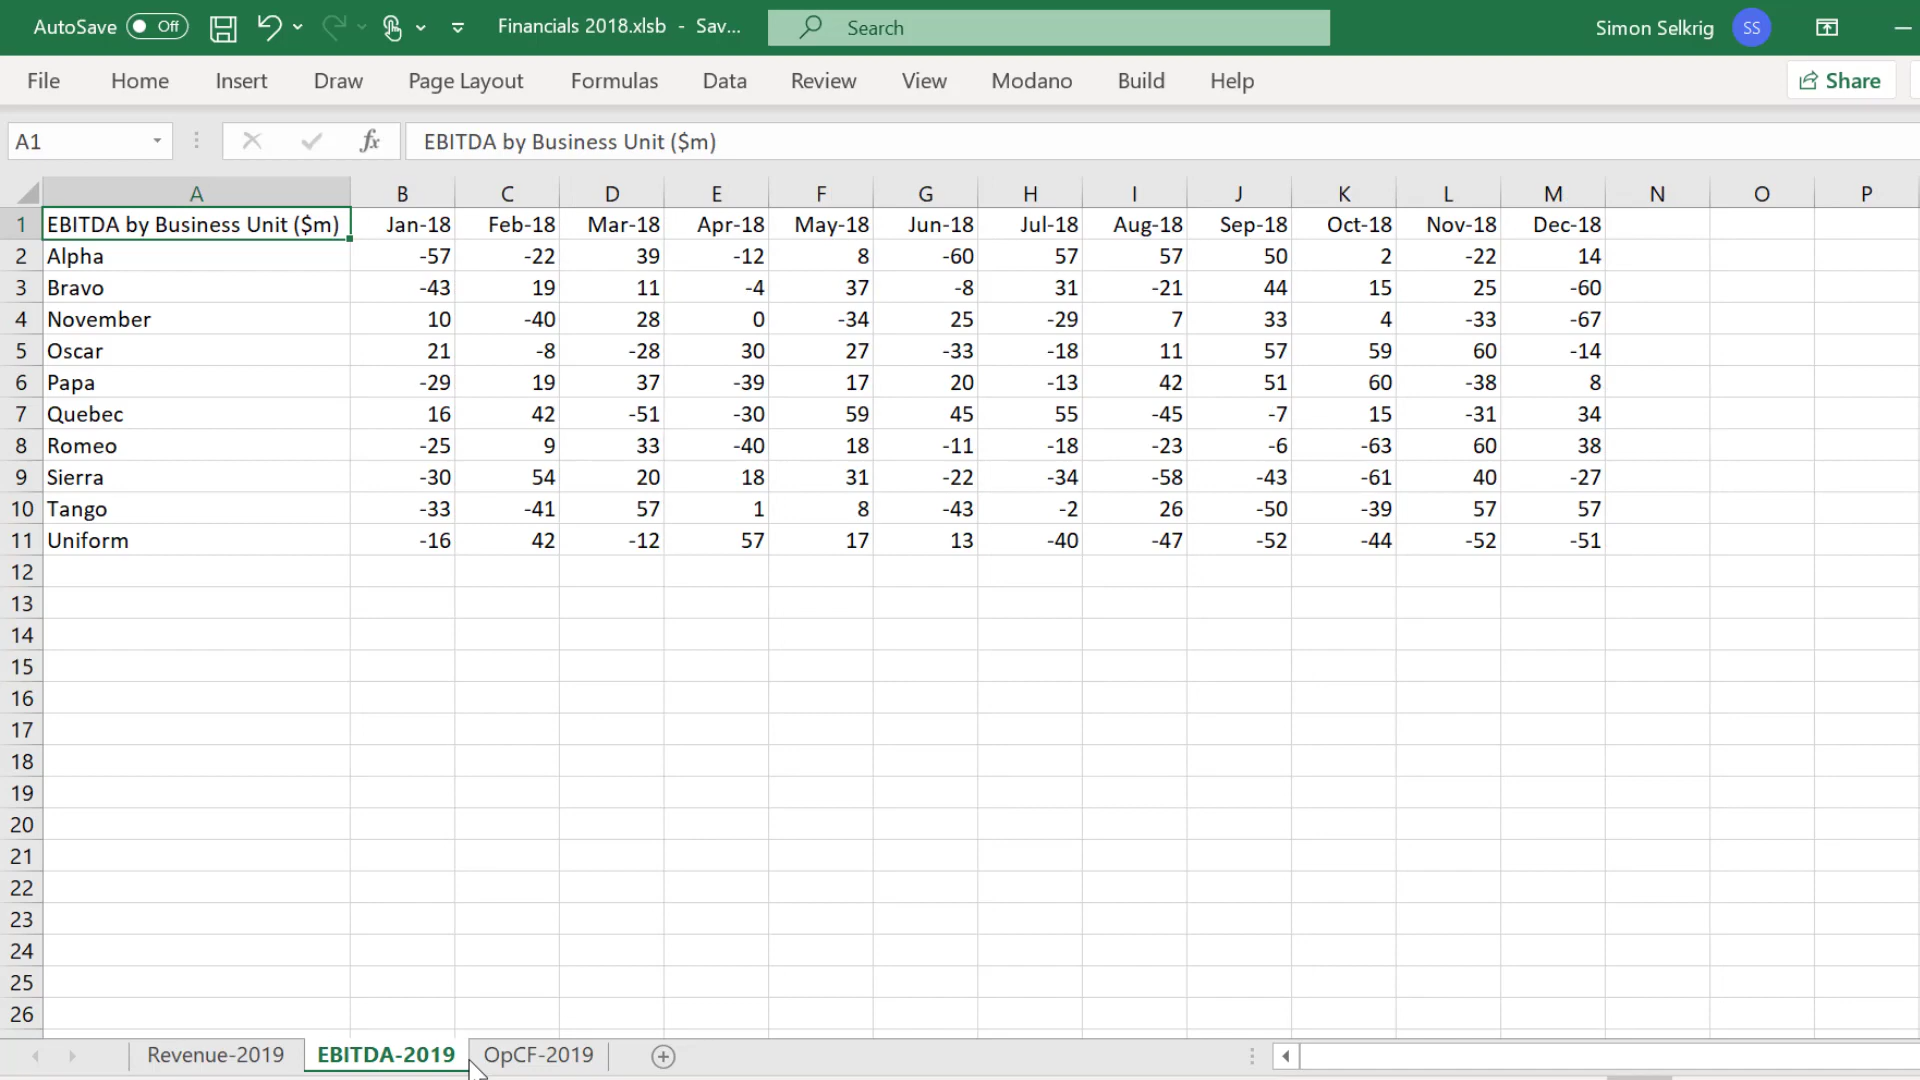 AutoSave Off Financials 2018.xlsb - Sav... Search Simon Selkrig SS
File Home Insert Draw Page Layout Formulas Data Review View Modano Build Help Share
A1 fx EBITDA by Business Unit ($m)
A B C D E F G H I J K L M N O P
1 EBITDA by Business Unit ($m) Jan-18 Feb-18 Mar-18 Apr-18 May-18 Jun-18 Jul-18 Aug-18 Sep-18 Oct-18 Nov-18 Dec-18
2 Alpha -57 -22 39 -12 8 -60 57 57 50 2 -22 14
3 Bravo -43 19 11 -4 37 -8 31 -21 44 15 25 -60
4 November 10 -40 28 0 -34 25 -29 7 33 4 -33 -67
5 Oscar 21 -8 -28 30 27 -33 -18 11 57 59 60 -14
6 Papa -29 19 37 -39 17 20 -13 42 51 60 -38 8
7 Quebec 16 42 -51 -30 59 45 55 -45 -7 15 -31 34
8 Romeo -25 9 33 -40 18 -11 -18 -23 -6 -63 60 38
9 Sierra -30 54 20 18 31 -22 -34 -58 -43 -61 40 -27
10 Tango -33 -41 57 1 8 -43 -2 26 -50 -39 57 57
11 Uniform -16 42 -12 57 17 13 -40 -47 -52 -44 -52 -51
12
13
14
15
16
17
18
19
20
21
22
23
24
25
26
Revenue-2019 EBITDA-2019 OpCF-2019